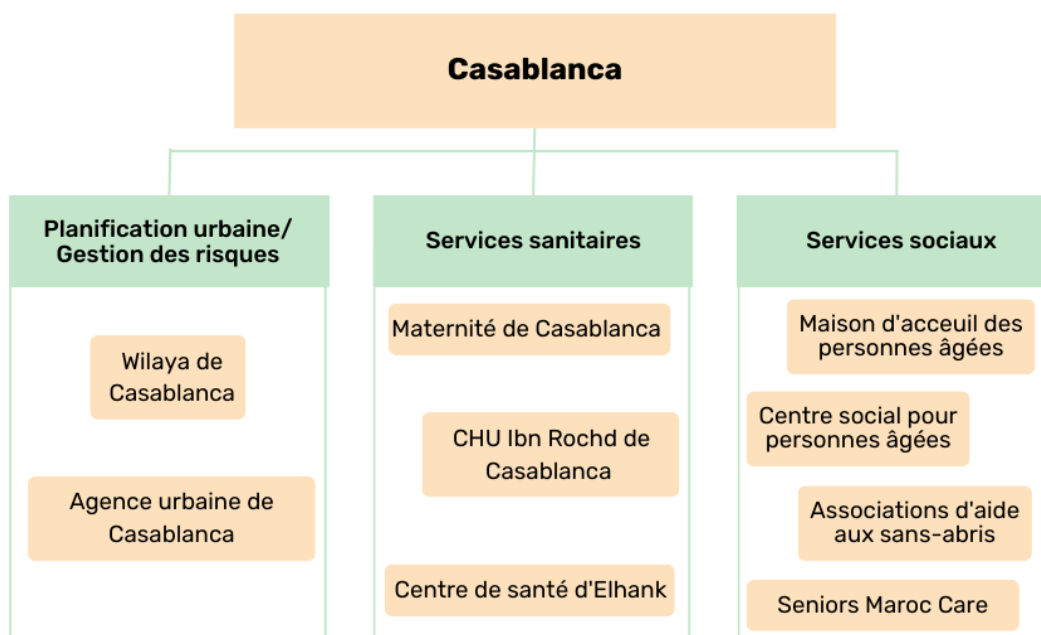 Casablanca
Planification urbaine/
Gestion des risques
Wilaya de
Casablanca
Agence urbaine de
Casablanca
Services sanitaires
Maternité de Casablanca
CHU Ibn Rochd de
Casablanca
Centre de santé d'Elhank
Services sociaux
Maison d'acceuil des
personnes âgées
Centre social pour
personnes âgées
Associations d'aide
aux sans-abris
Seniors Maroc Care